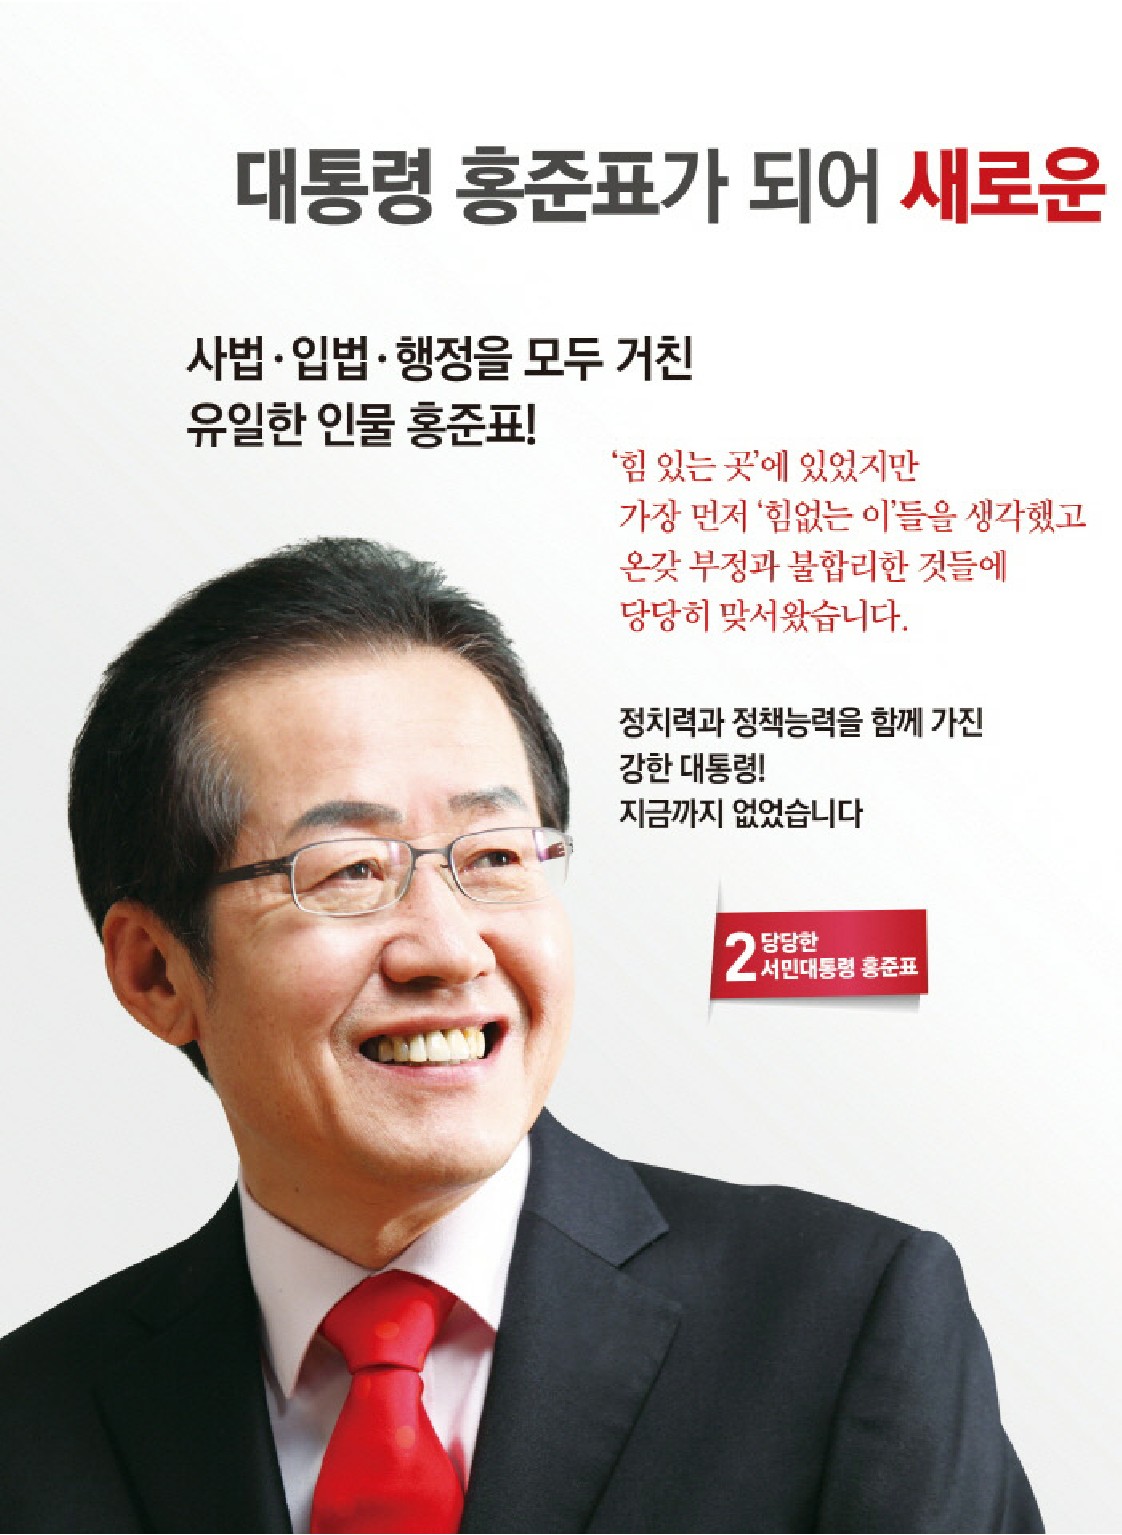 대통령 홍준표가 되어 새로운
사법·입법·행정을 모두 거친
유일한 인물 홍준표!
‘힘 있는 곳’에 있었지만
가장 먼저 ‘힘없는 이’들을 생각했고
온갖 부정과 불합리한 것들에
당당히 맞서왔습니다.
정치력과 정책능력을 함께 가진
강한 대통령!
지금까지 없었습니다
2 당당한
서민대통령 홍준표